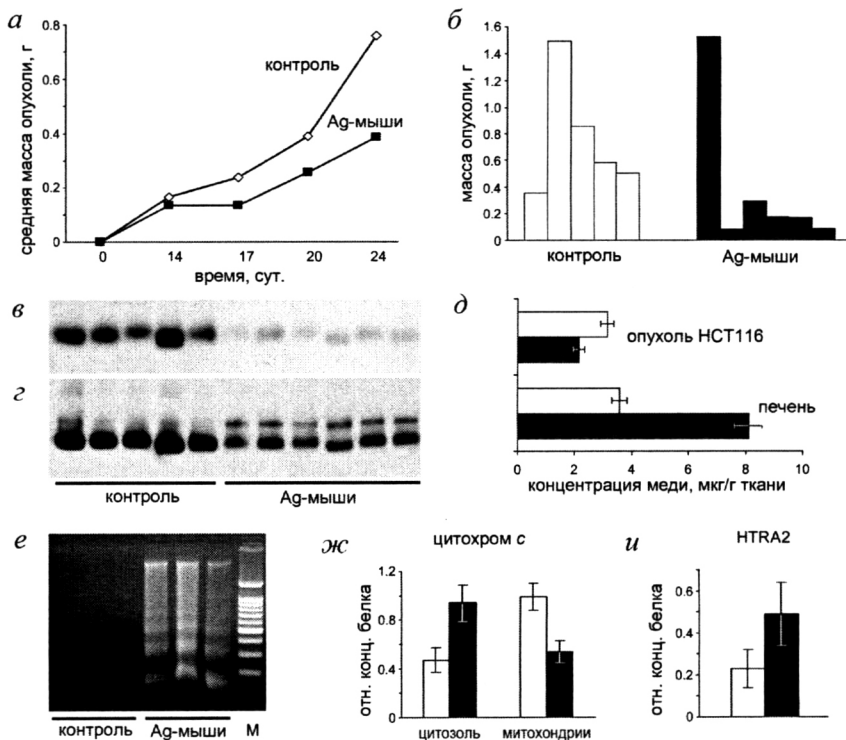 а
средняя масса опухоли, г
0.8
0.6
0.4
0.2
0
контроль
Ag-мыши
0 14 17 20 24
время, сут.
б
масса опухоли, г
1.6
1.4
1.2
1.0
0.8
0.6
0.4
0.2
0.0
контроль Ag-мыши
в
г
контроль Ag-мыши
д
опухоль HCT116
печень
0 2 4 6 8 10
концентрация меди, мкг/г ткани
е
контроль Ag-мыши М
ж
цитохром с
отн. конц. белка
1.2
0.8
0.4
0
цитозоль митохондрии
и
HTRA2
отн. конц. белка
0.6
0.4
0.2
0